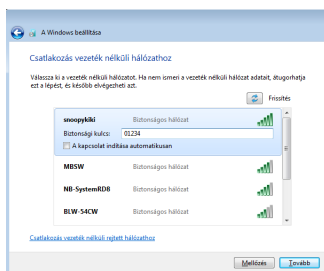 A Windows beállítása
Csatlakozás vezeték nélküli hálózathoz
Válassza ki a vezeték nélküli hálózatot. Ha nem ismeri a vezeték nélküli hálózat adatait, átugorhatja
ezt a lépést, és később elvégezheti azt.
Frissítés
snoopykiki Biztonságos hálózat
Biztonsági kulcs: 01234
A kapcsolat indítása automatikusan
MBSW Biztonságos hálózat
NB-SystemRDB Biztonságos hálózat
BLW-54CW Biztonságos hálózat
Csatlakozás vezeték nélküli rejtett hálózathoz
Mellőzés Tovább